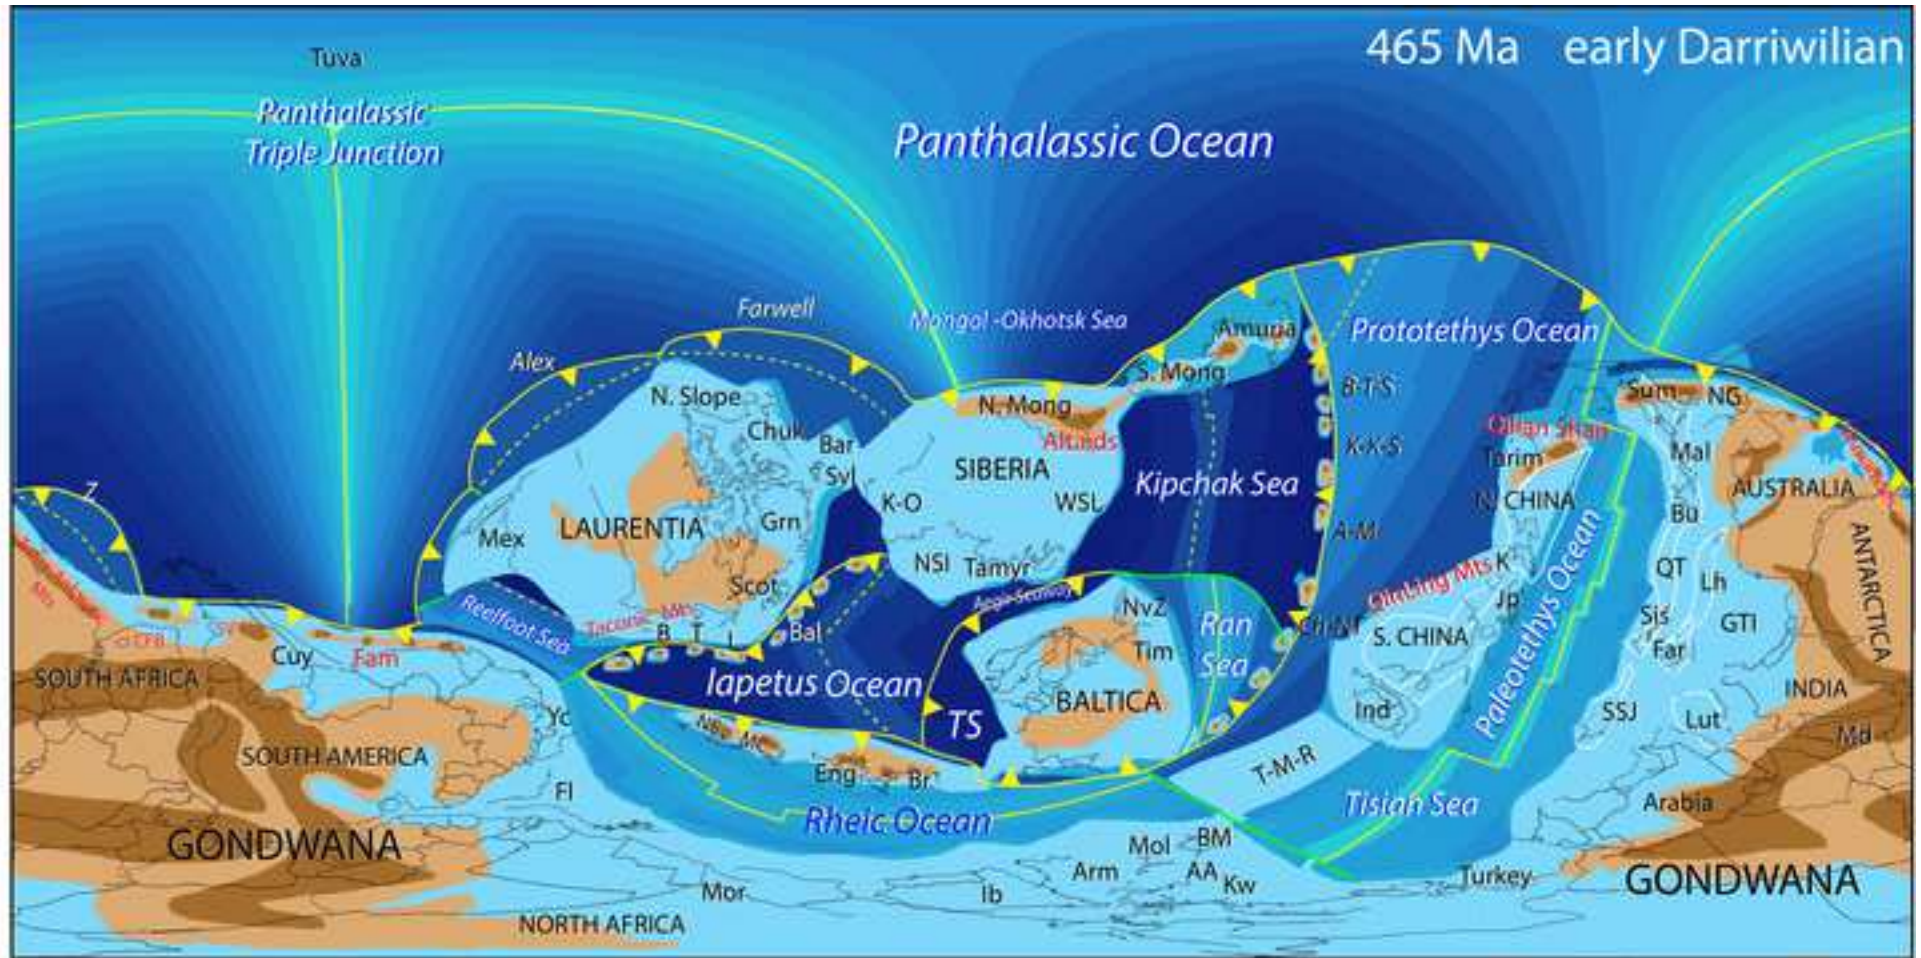 465 Ma early Darriwilian
Tuva
Panthalassic
Triple Junction
Panthalassic Ocean
Farwell
Mongol -Okhotsk Sea
Alex
Amuria
Prototethys Ocean
S. Mong
B-T-S
N. Slope
N. Mong
Sum
NG
Chuk
Bar
Altaids
K-K-S
Qilian Shan
Tarim
Mal
Svl
SIBERIA
Kipchak Sea
Z
K-O
WSL
N. CHINA
AUSTRALIA
Bu
Mex
LAURENTIA
Grn
A-M
NSI
Tamyr
K
QT
Lh
ANTARCTICA
Scot
Aegir Seaway
QinLing Mts
Jp
Reelfoot Sea
Taconic Mts
NvZ
Ran
Sea
Sis
GTI
B
T
Bal
Tim
S. CHINA
Far
Paleotethys Ocean
Cuy
Fam
SOUTH AFRICA
Iapetus Ocean
BALTICA
INDIA
Yc
TS
Ind
SSJ
Lut
Md
SOUTH AMERICA
MC
Eng
Br
T-M-R
Fl
Rheic Ocean
Tisian Sea
Arabia
GONDWANA
Mol
BM
Arm
AA
Kw
Turkey
GONDWANA
Mor
Ib
NORTH AFRICA